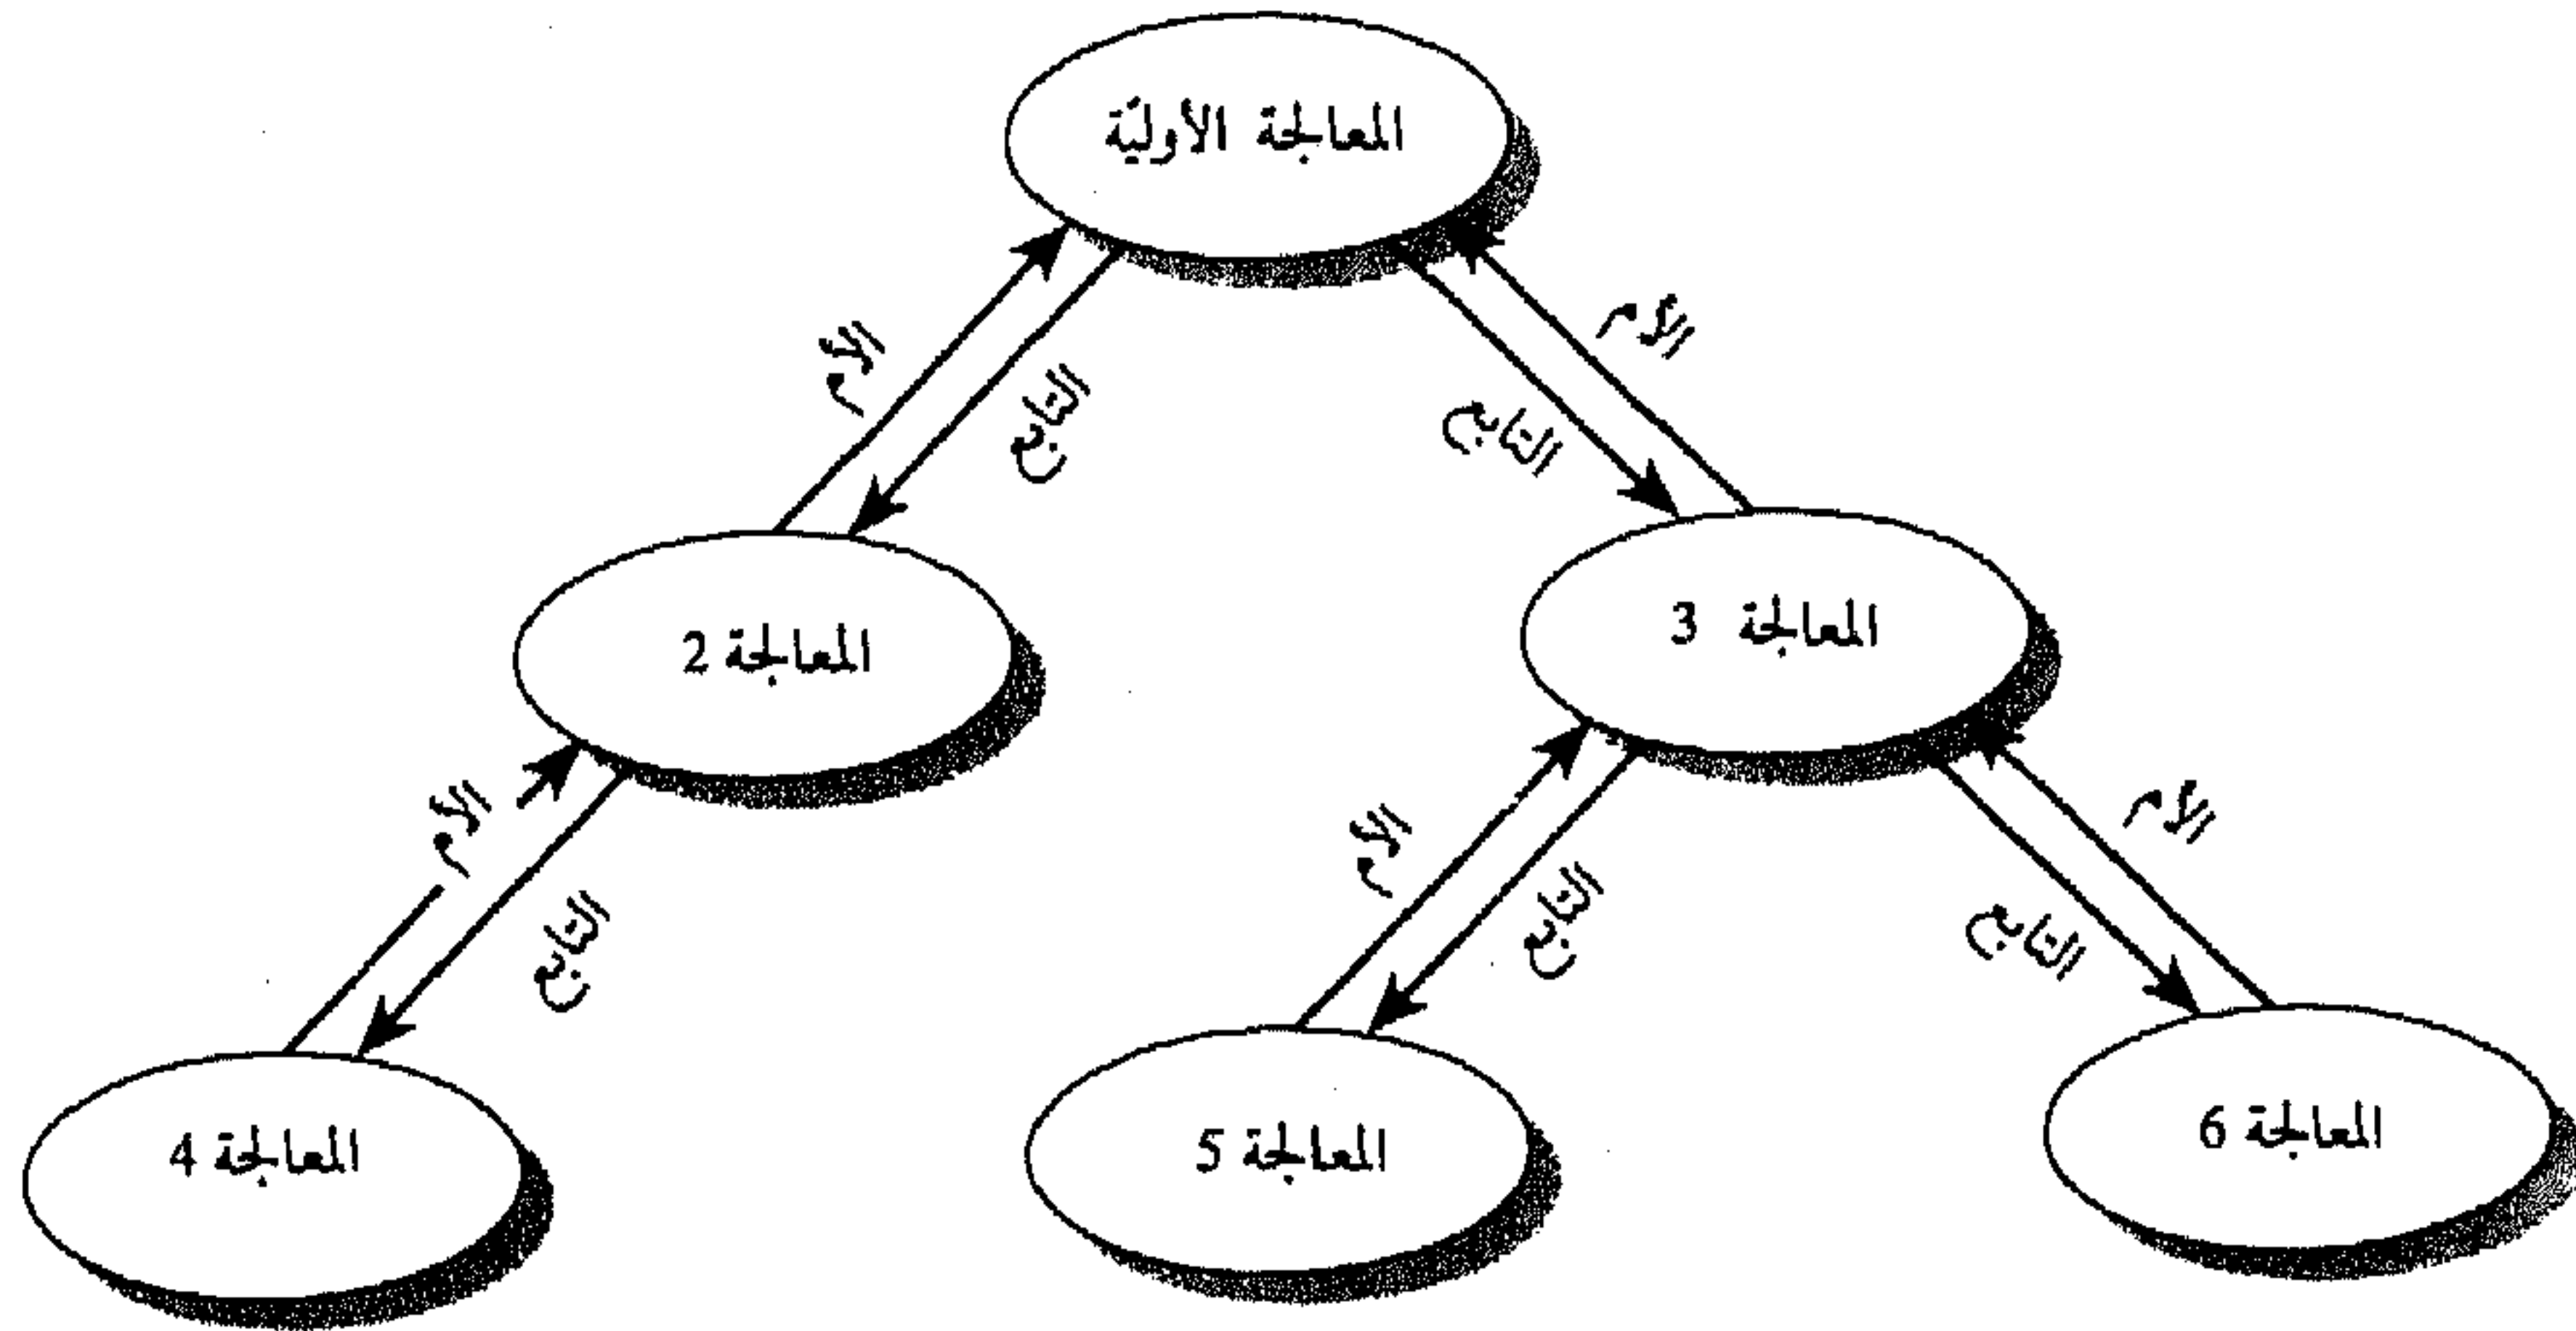 المعالجة الأوليّة
الأم
التابع
الأم
التابع
المعالجة 2
المعالجة 3
الأم
التابع
الأم
التابع
الأم
التابع
المعالجة 4
المعالجة 5
المعالجة 6